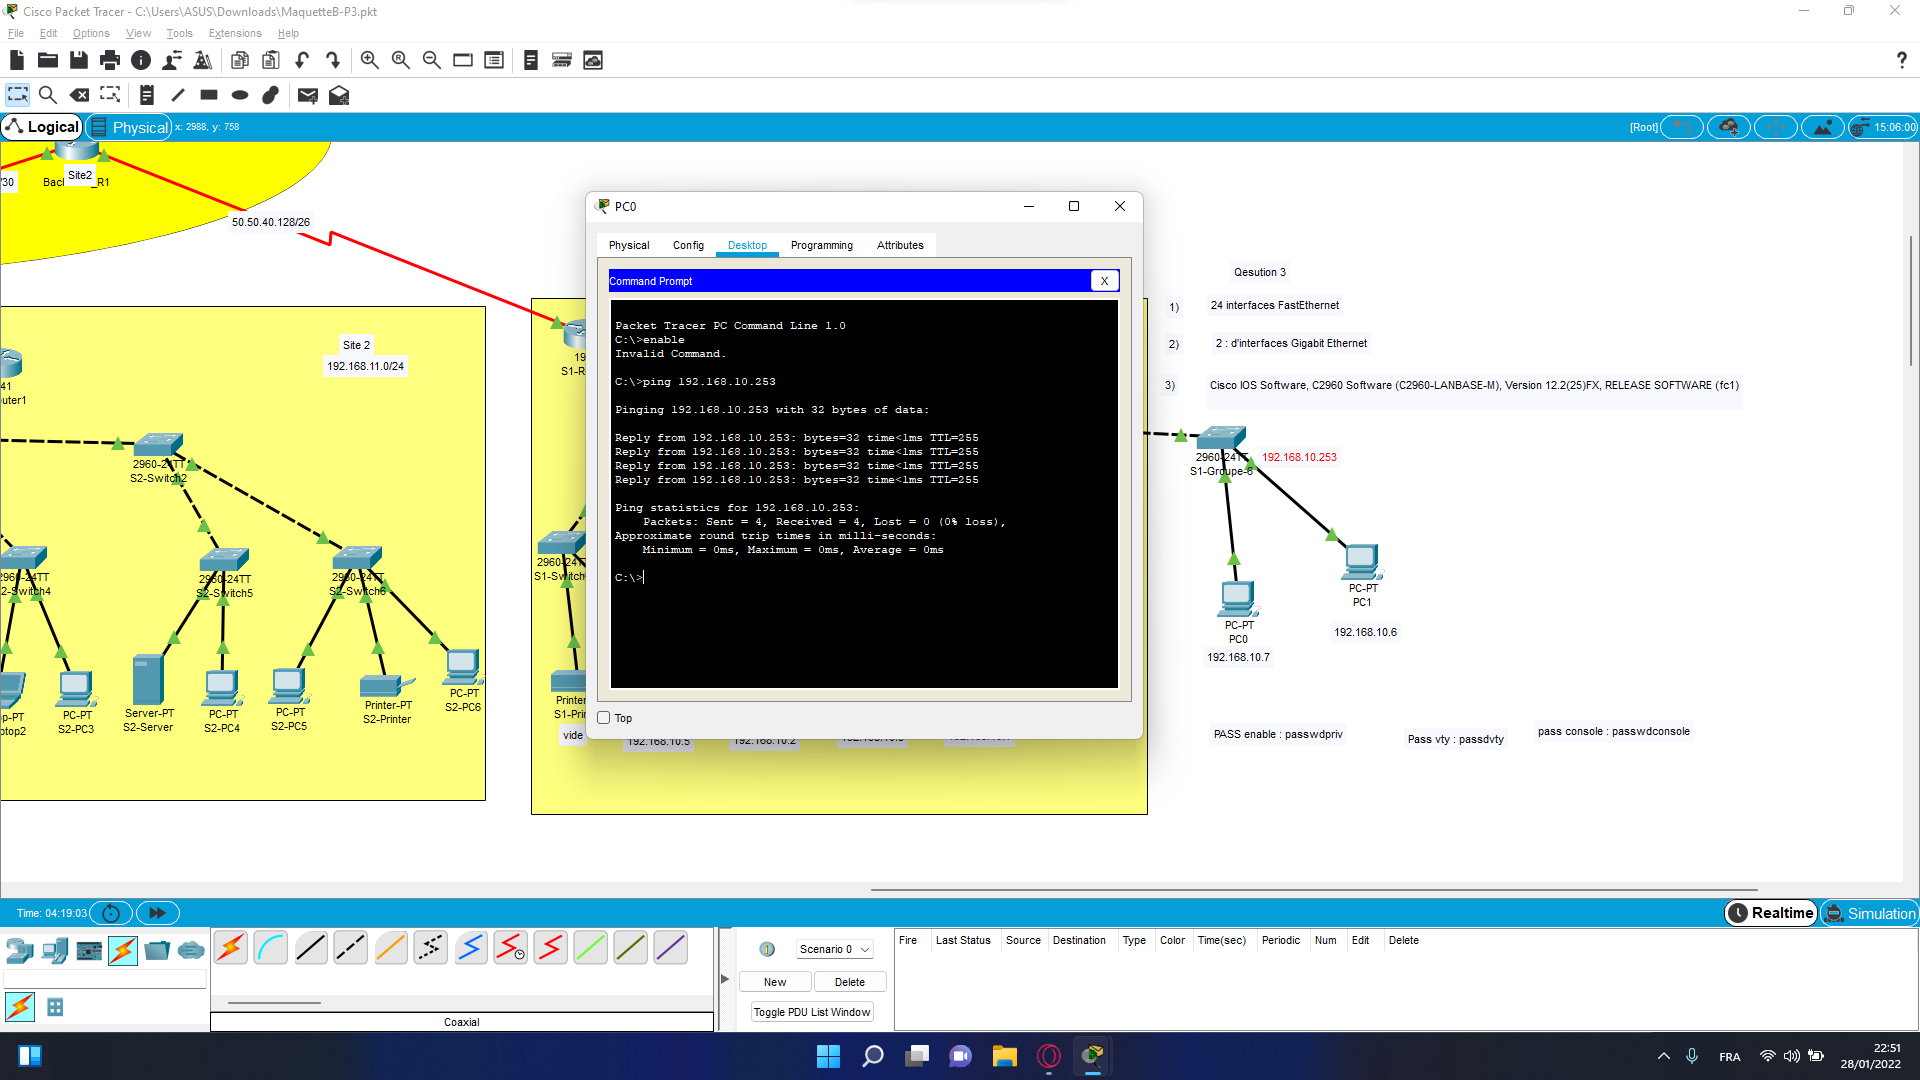 Cisco Packet Tracer - C:\Users\ASUS\Downloads\MaquetteB-P3.pkt
File Edit Options View Tools Extensions Help
Logical
Physical
x: 2988, y: 758
[Root]
15:06:00
/30
Site2
50.50.40.128/26
Site 2
192.168.11.0/24
41
uter1
2960-24TT
S2-Switch2
2960-24TT
2-Switch4
2960-24TT
S2-Switch5
2960-24TT
S2-Switch6
p-PT
ptop2
PC-PT
S2-PC3
Server-PT
S2-Server
PC-PT
S2-PC4
PC-PT
S2-PC5
Printer-PT
S2-Printer
PC-PT
S2-PC6
19
S1-R
2960-24T
S1-Switch
Printer
S1-Prin
vide
192.168.10.5
192.168.10.2
PC0
Physical Config Desktop Programming Attributes
Command Prompt
X
Packet Tracer PC Command Line 1.0
C:\>enable
Invalid Command.
C:\>ping 192.168.10.253
Pinging 192.168.10.253 with 32 bytes of data:
Reply from 192.168.10.253: bytes=32 time<1ms TTL=255
Reply from 192.168.10.253: bytes=32 time<1ms TTL=255
Reply from 192.168.10.253: bytes=32 time<1ms TTL=255
Reply from 192.168.10.253: bytes=32 time<1ms TTL=255
Ping statistics for 192.168.10.253:
Packets: Sent = 4, Received = 4, Lost = 0 (0% loss),
Approximate round trip times in milli-seconds:
Minimum = 0ms, Maximum = 0ms, Average = 0ms
C:\>
Top
Qesution 3
1) 24 interfaces FastEthernet
2) 2 : d'interfaces Gigabit Ethernet
3) Cisco IOS Software, C2960 Software (C2960-LANBASE-M), Version 12.2(25)FX, RELEASE SOFTWARE (fc1)
2960-24TT
S1-Groupe-6
192.168.10.253
PC-PT
PC1
192.168.10.6
PC-PT
PC0
192.168.10.7
PASS enable : passwdpriv
Pass vty : passdvty
pass console : passwdconsole
Time: 04:19:03
Realtime
Simulation
Scenario 0
New
Delete
Toggle PDU List Window
Fire Last Status Source Destination Type Color Time(sec) Periodic Num Edit Delete
Coaxial
FRA
22:51
28/01/2022